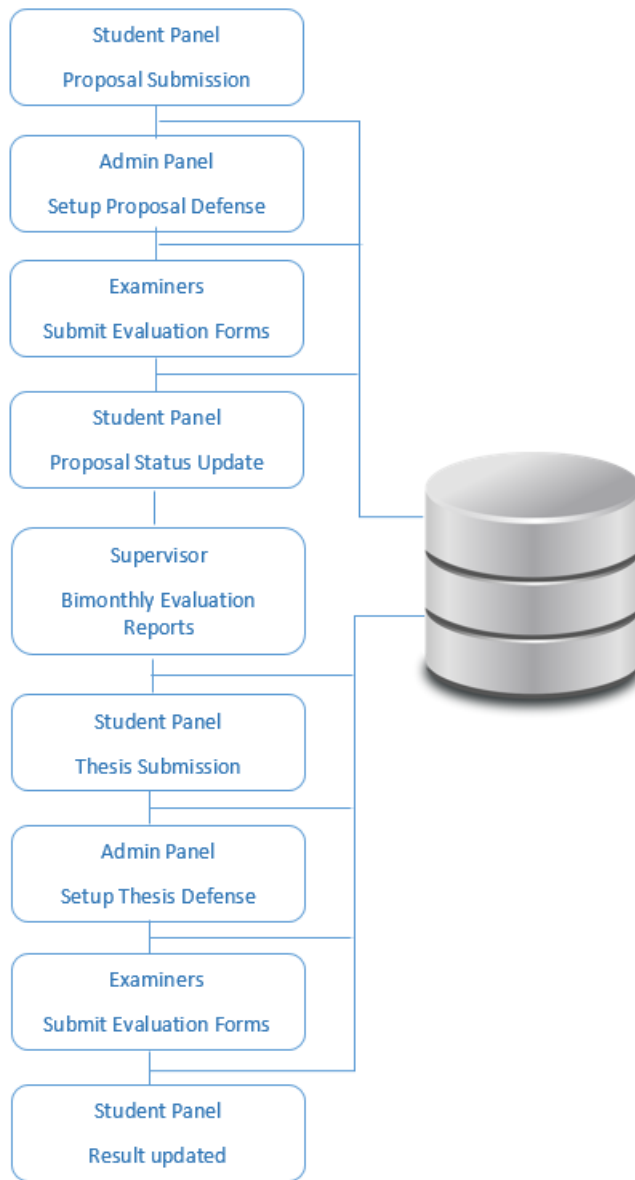 Student Panel
Proposal Submission
Admin Panel
Setup Proposal Defense
Examiners
Submit Evaluation Forms
Student Panel
Proposal Status Update
Supervisor
Bimonthly Evaluation
Reports
Student Panel
Thesis Submission
Admin Panel
Setup Thesis Defense
Examiners
Submit Evaluation Forms
Student Panel
Result updated